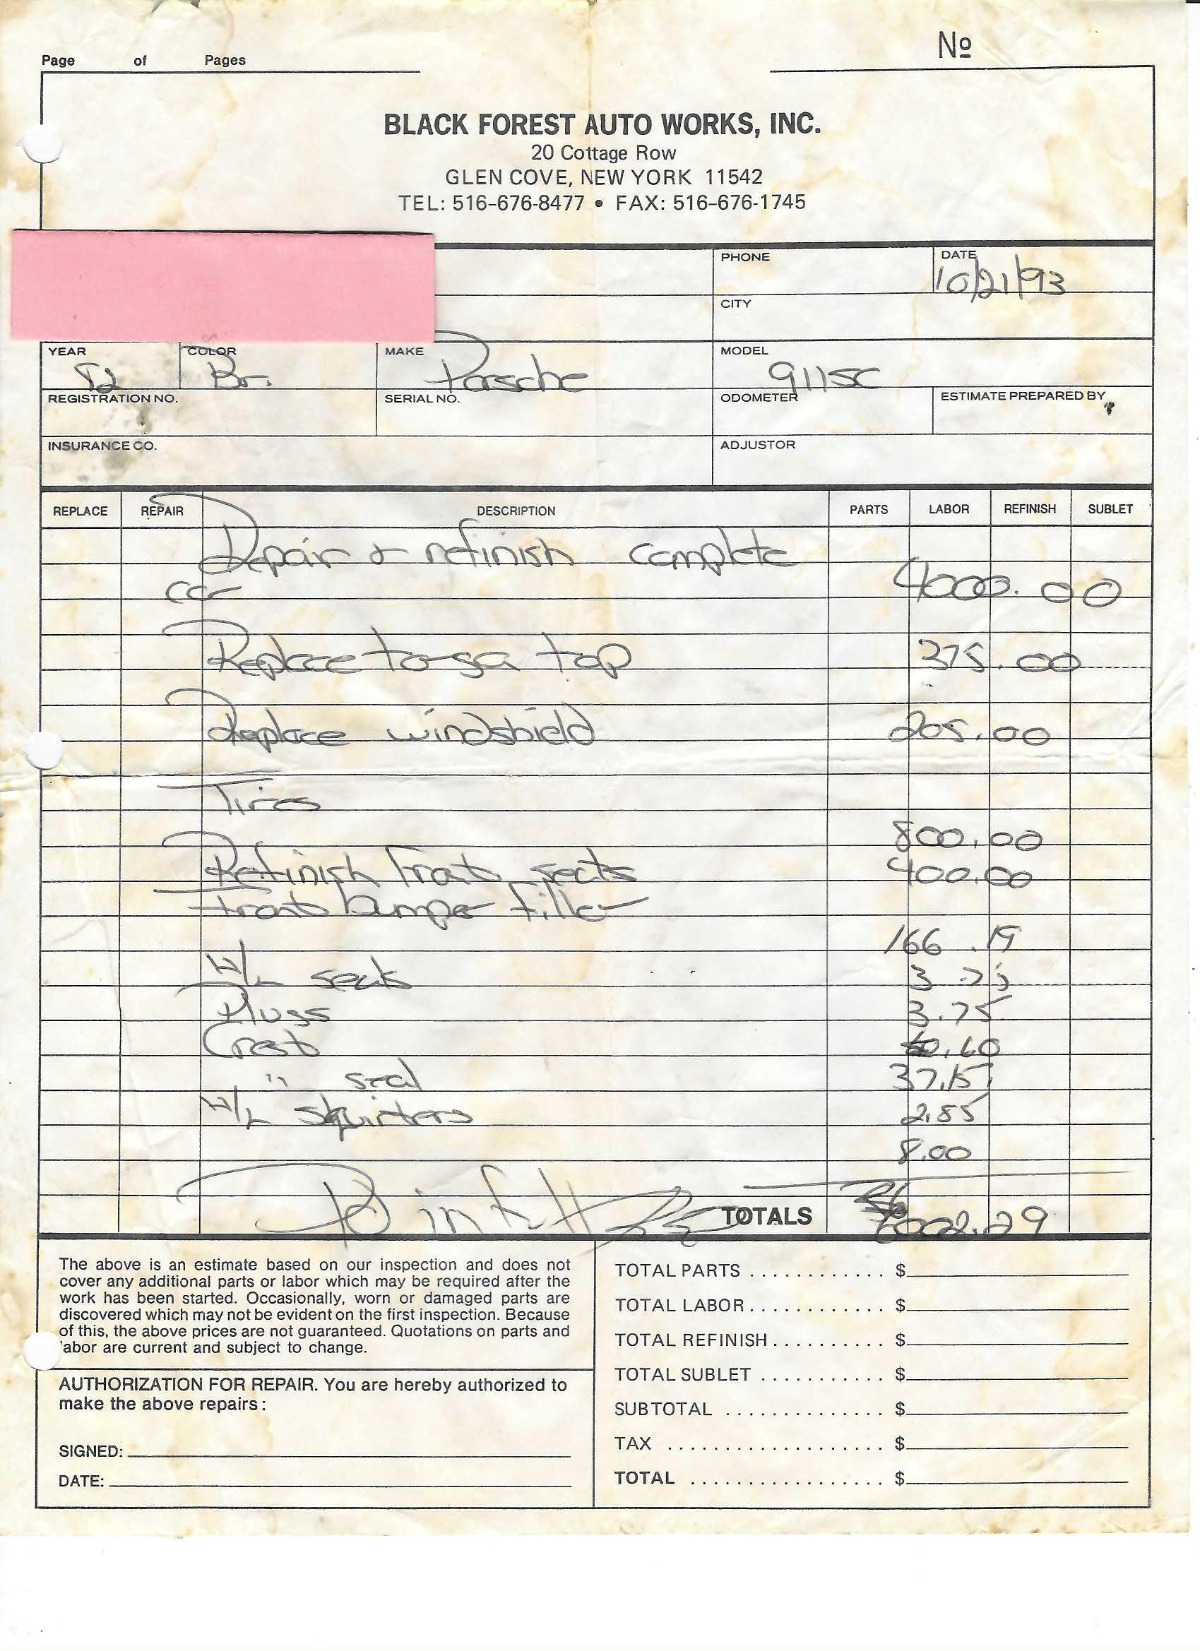 Page of Pages
Nº
BLACK FOREST AUTO WORKS, INC.
20 Cottage Row
GLEN COVE, NEW YORK 11542
TEL: 516-676-8477 • FAX: 516-676-1745
PHONE
DATE 10/21/93
CITY
YEAR 82 COLOR Br. MAKE Porsche MODEL 911SC
REGISTRATION NO. SERIAL NO. ODOMETER ESTIMATE PREPARED BY
INSURANCE CO. ADJUSTOR
REPLACE REPAIR DESCRIPTION PARTS LABOR REFINISH SUBLET
Repair & refinish complete
car 4000.00
Replace targa top 375.00
Replace windshield 205.00
Tires
800.00
Refinish front seats 400.00
Front bumper filler
166.19
H/L seals 3.75
Plugs 3.75
Crest .60
" seal 37.15
H/L squirters 2.85
8.00
TOTALS 002.29
The above is an estimate based on our inspection and does not
cover any additional parts or labor which may be required after the
work has been started. Occasionally, worn or damaged parts are
discovered which may not be evident on the first inspection. Because
of this, the above prices are not guaranteed. Quotations on parts and
labor are current and subject to change.
AUTHORIZATION FOR REPAIR. You are hereby authorized to
make the above repairs:
SIGNED:
DATE:
TOTAL PARTS ............ $
TOTAL LABOR ............ $
TOTAL REFINISH .......... $
TOTAL SUBLET ........... $
SUBTOTAL .............. $
TAX ................... $
TOTAL ................. $